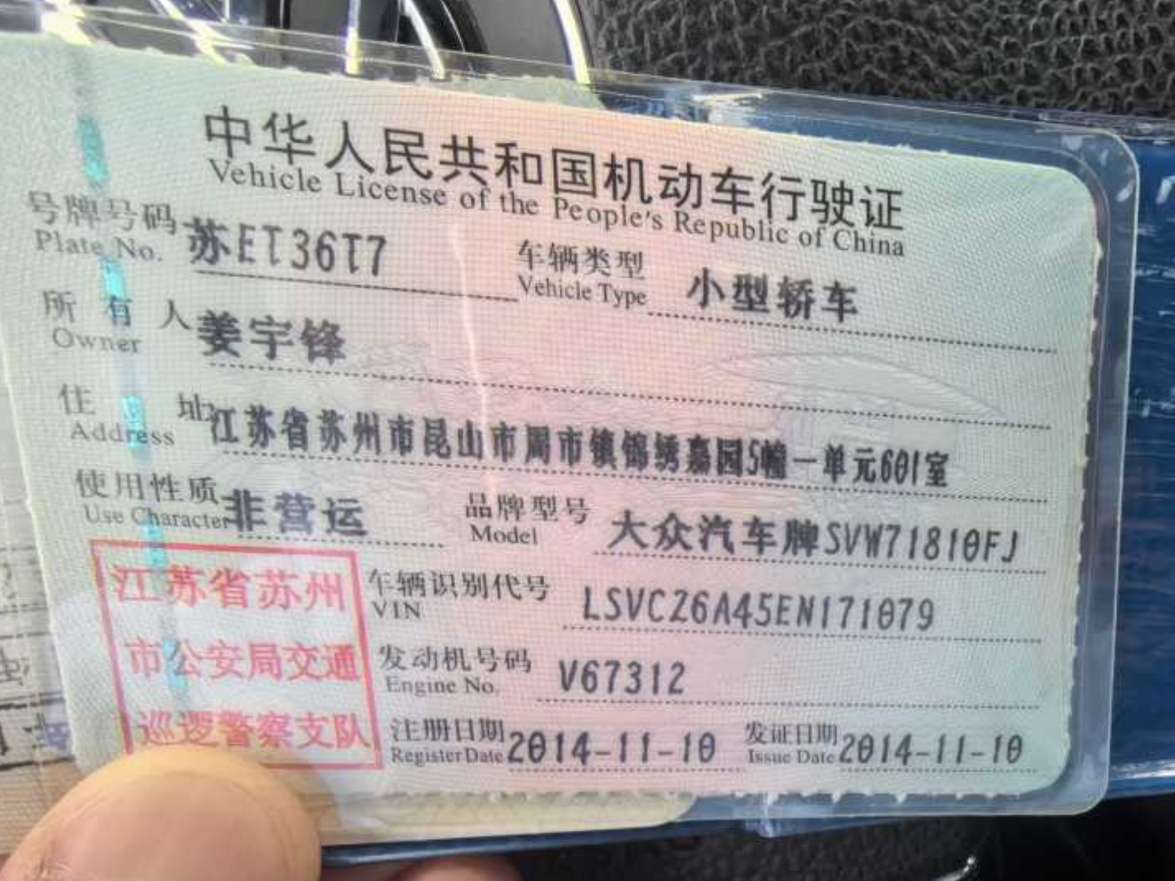 中华人民共和国机动车行驶证
Vehicle License of the People's Republic of China
号牌号码 苏ET36T7 车辆类型 小型轿车
Plate No. Vehicle Type
所有人 姜宇锋
Owner
住 址 江苏省苏州市昆山市周市镇锦绣嘉园5幢一单元601室
Address
使用性质 非营运 品牌型号 大众汽车牌SVW71810FJ
Use Character Model
江苏省苏州
市公安局交通
巡逻警察支队
车辆识别代号 LSVCZ6A45EN171079
VIN
发动机号码 V67312
Engine No.
注册日期 2014-11-10 发证日期 2014-11-10
Register Date Issue Date